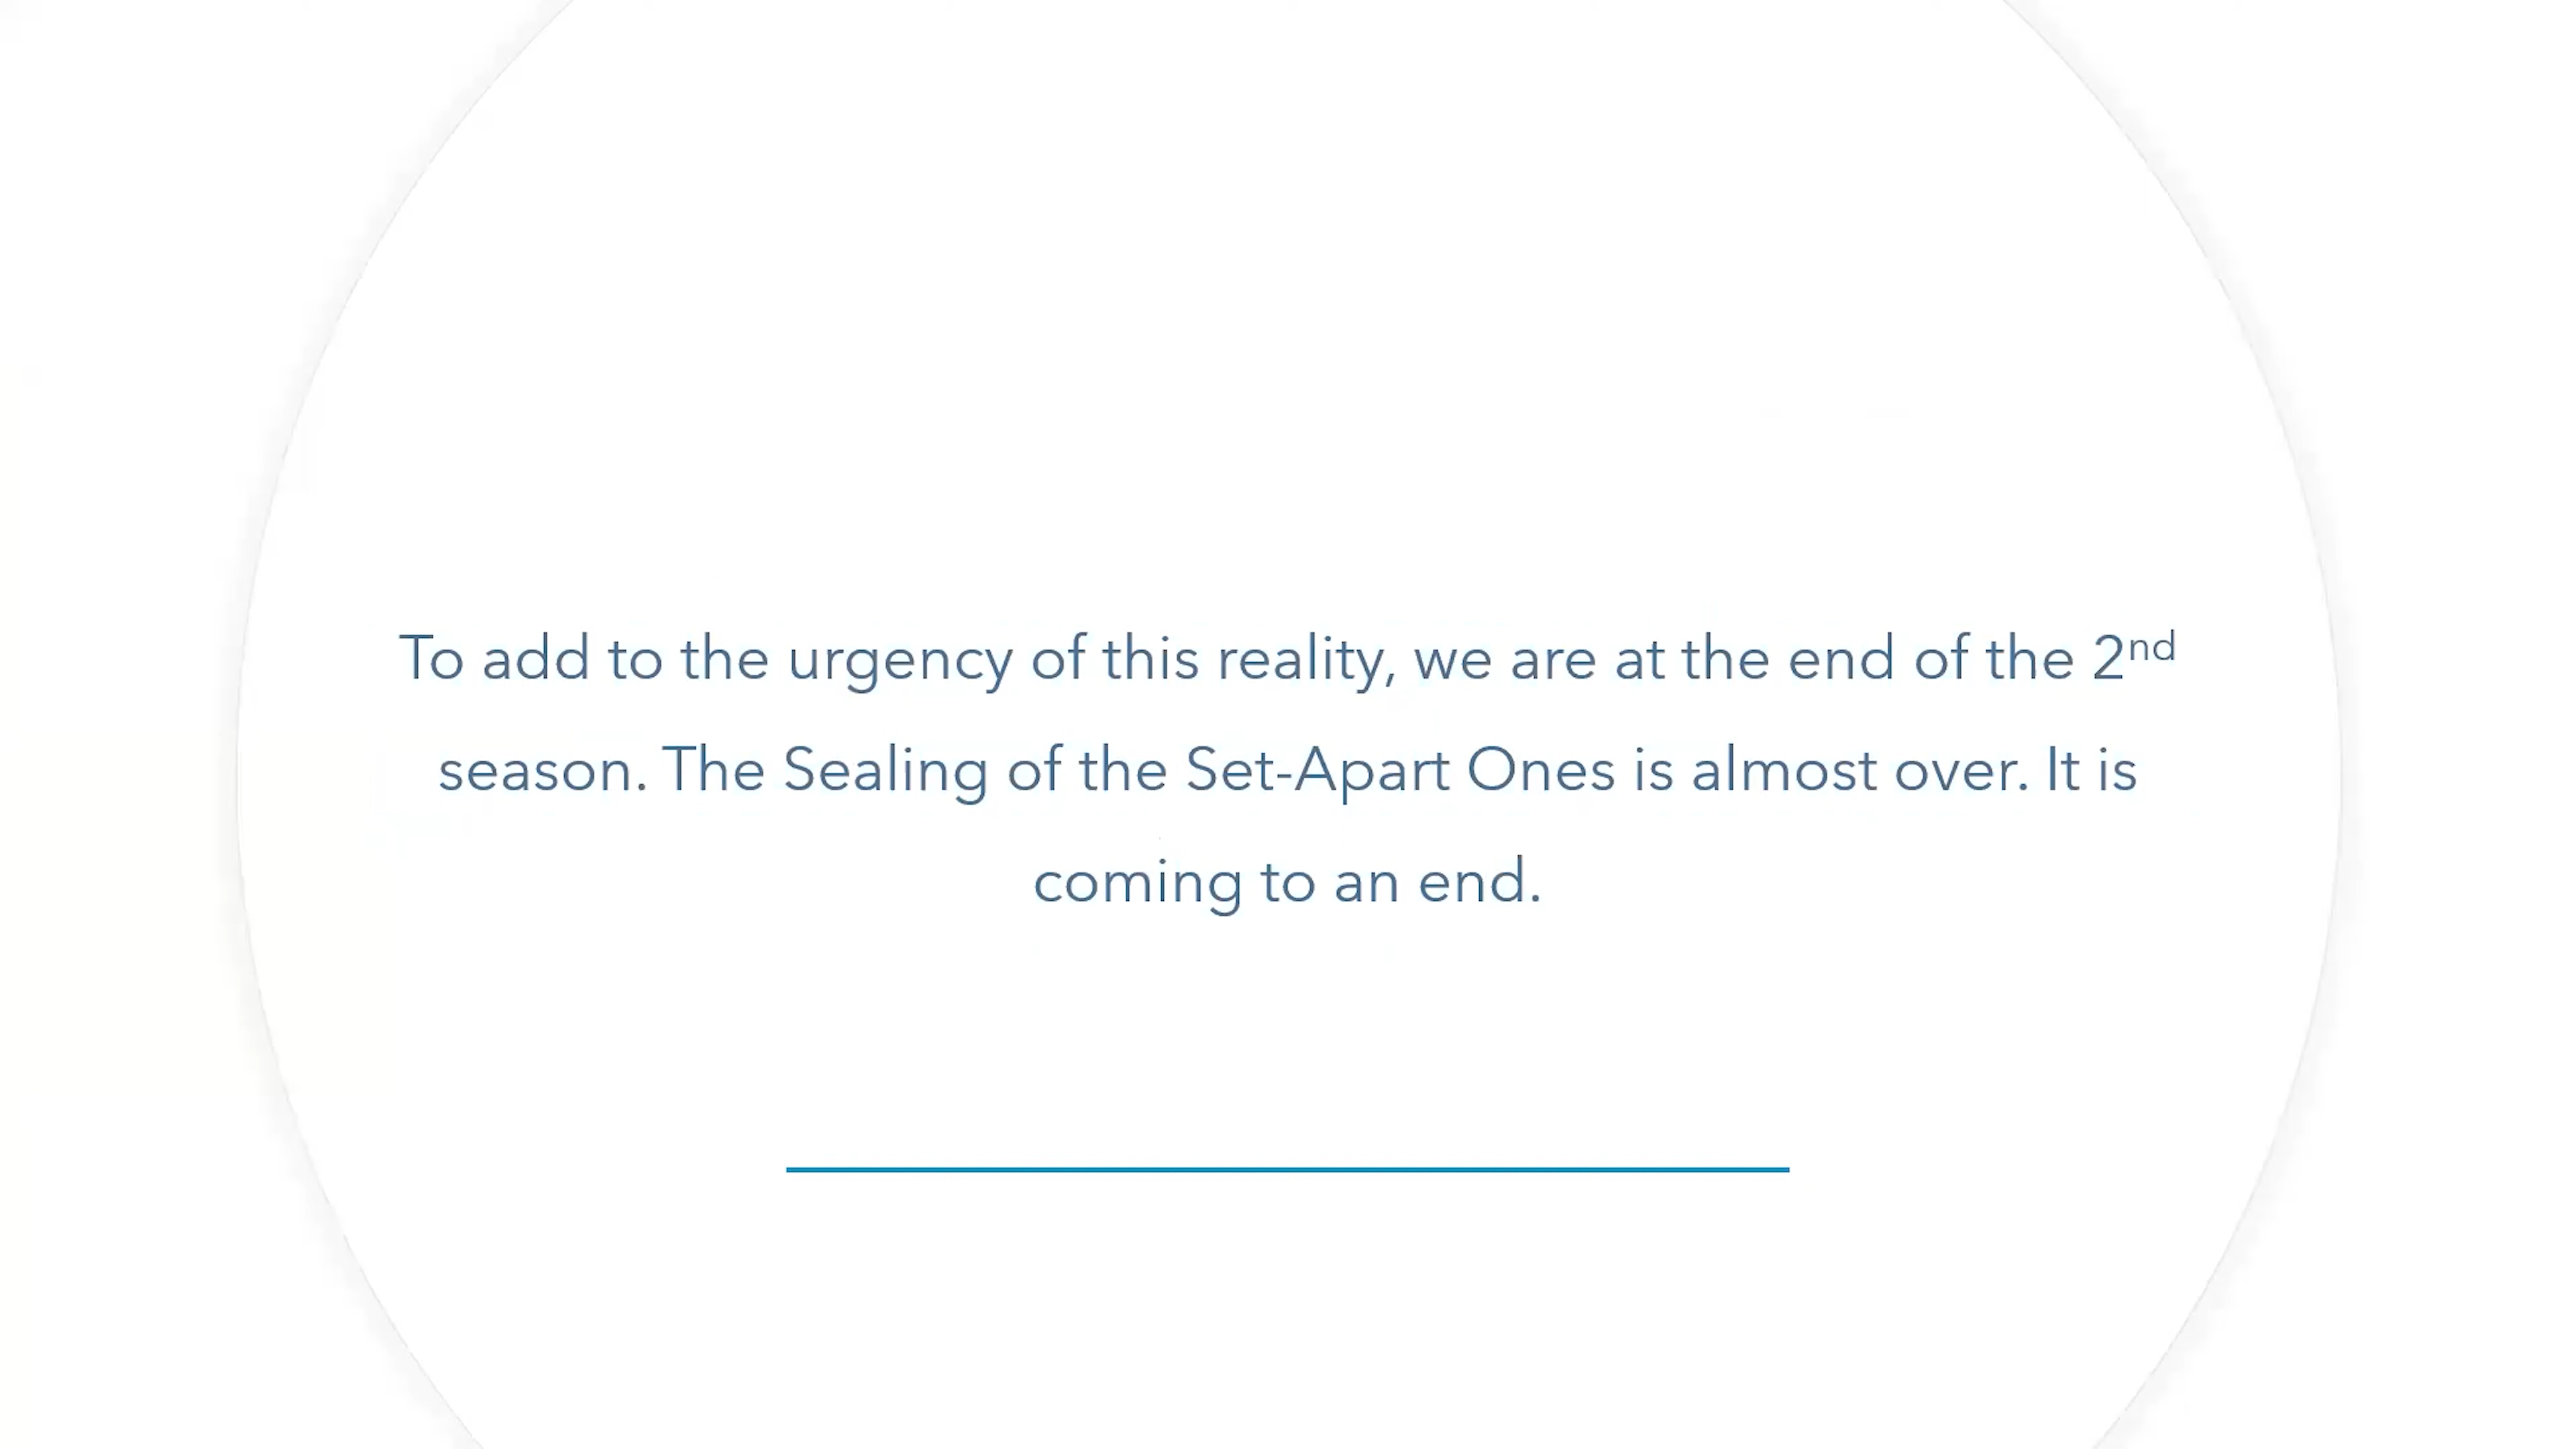 To add to the urgency of this reality, we are at the end of the 2nd
season. The Sealing of the Set-Apart Ones is almost over. It is
coming to an end.